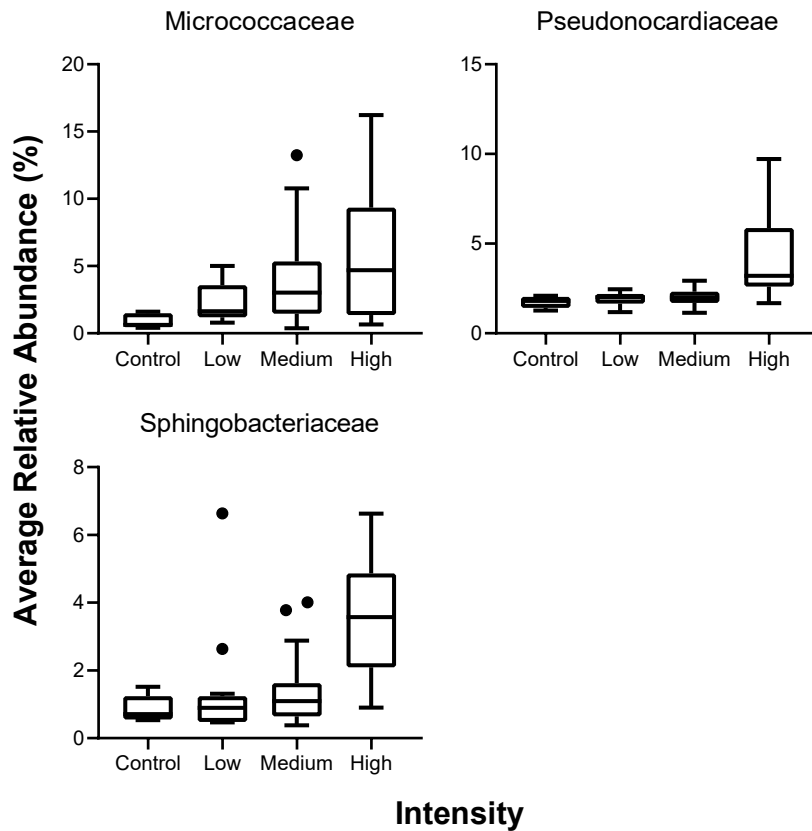 Micrococcaceae
Pseudonocardiaceae
Average Relative Abundance (%)
20
15
10
5
0
Control Low Medium High
15
10
5
0
Control Low Medium High
Sphingobacteriaceae
8
6
4
2
0
Control Low Medium High
Intensity